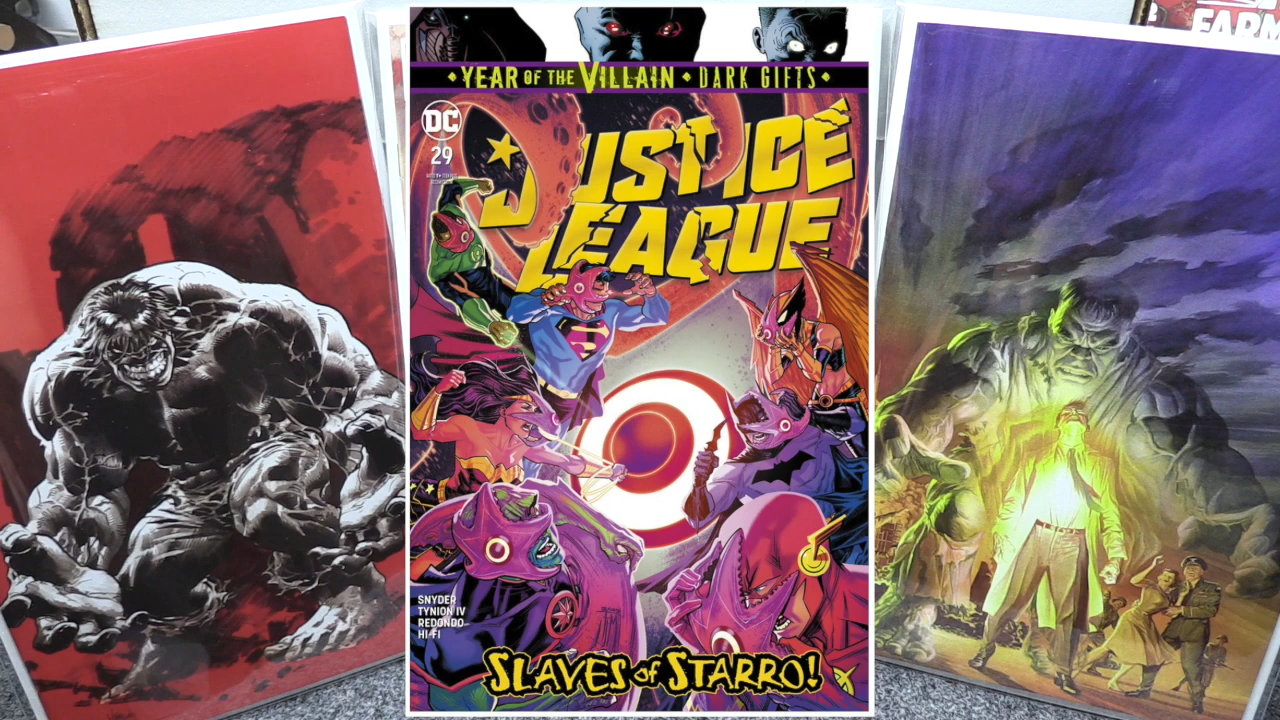 FARM
YEAR OF THE VILLAIN • DARK GIFTS
DC
29
JUSTICE
LEAGUE
SNYDER
TYNION IV
REDONDO
HI-FI
SLAVES of STARRO!